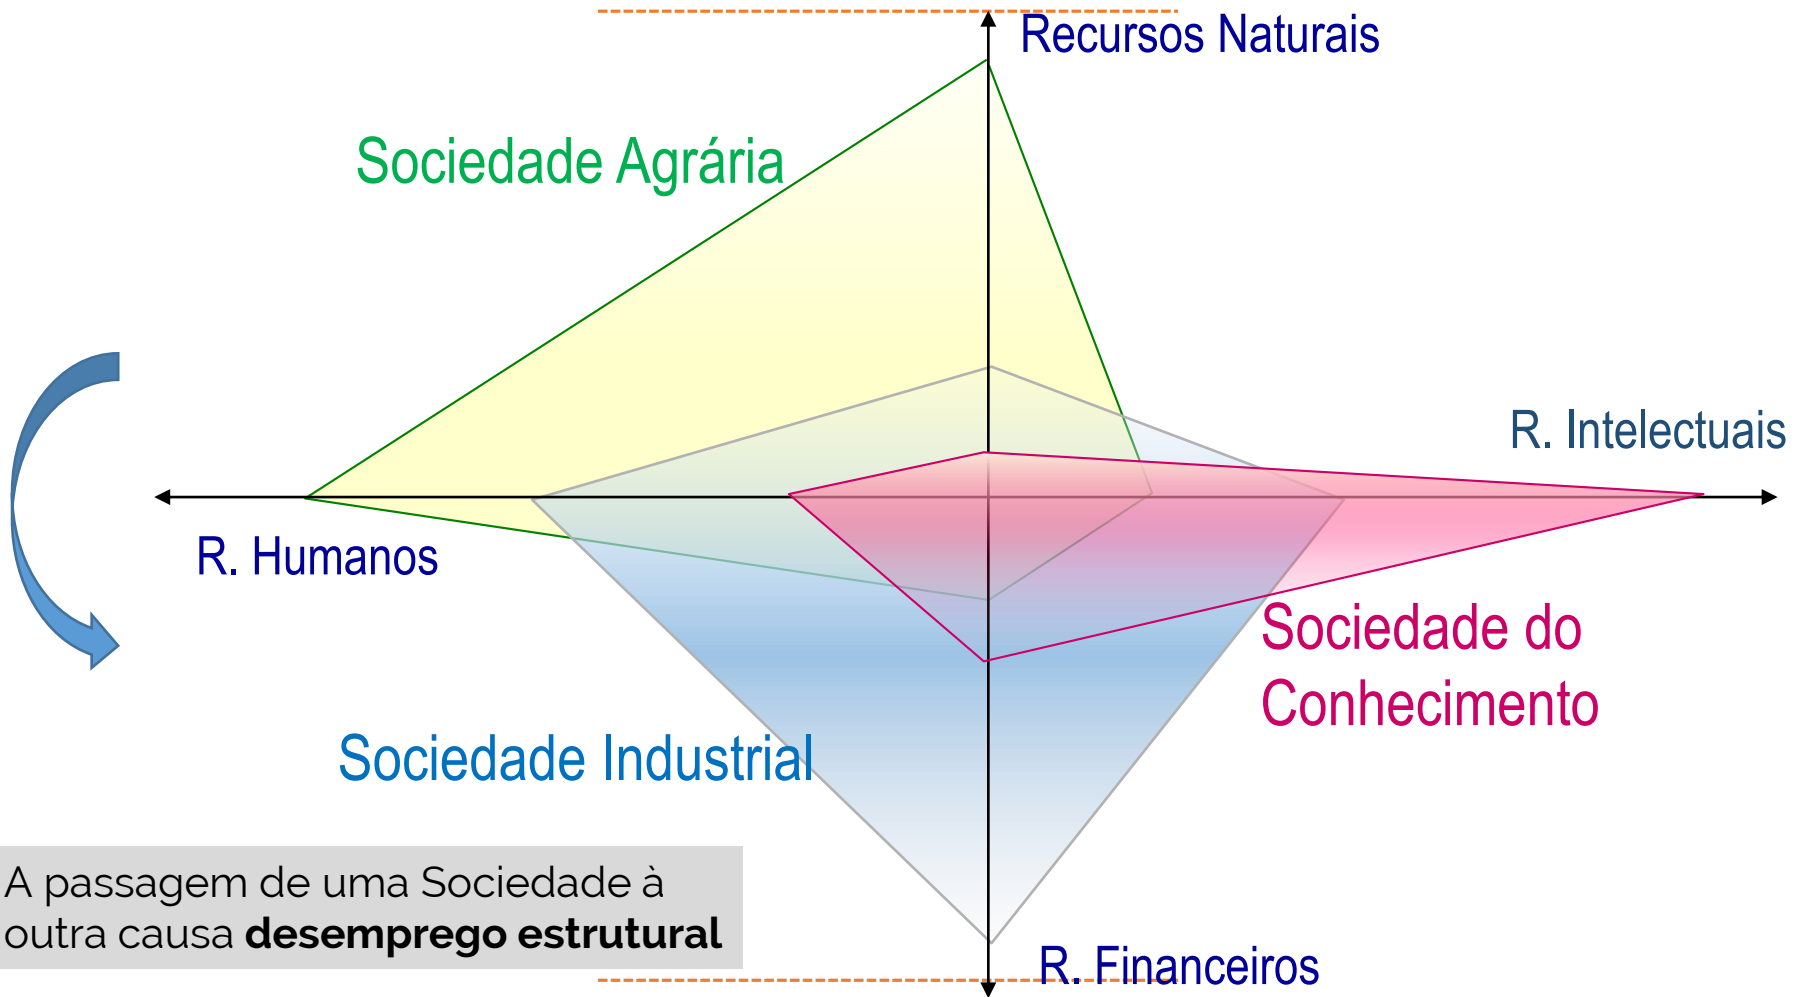 Recursos Naturais
Sociedade Agrária
R. Intelectuais
R. Humanos
Sociedade do
Conhecimento
Sociedade Industrial
A passagem de uma Sociedade à
outra causa desemprego estrutural
R. Financeiros